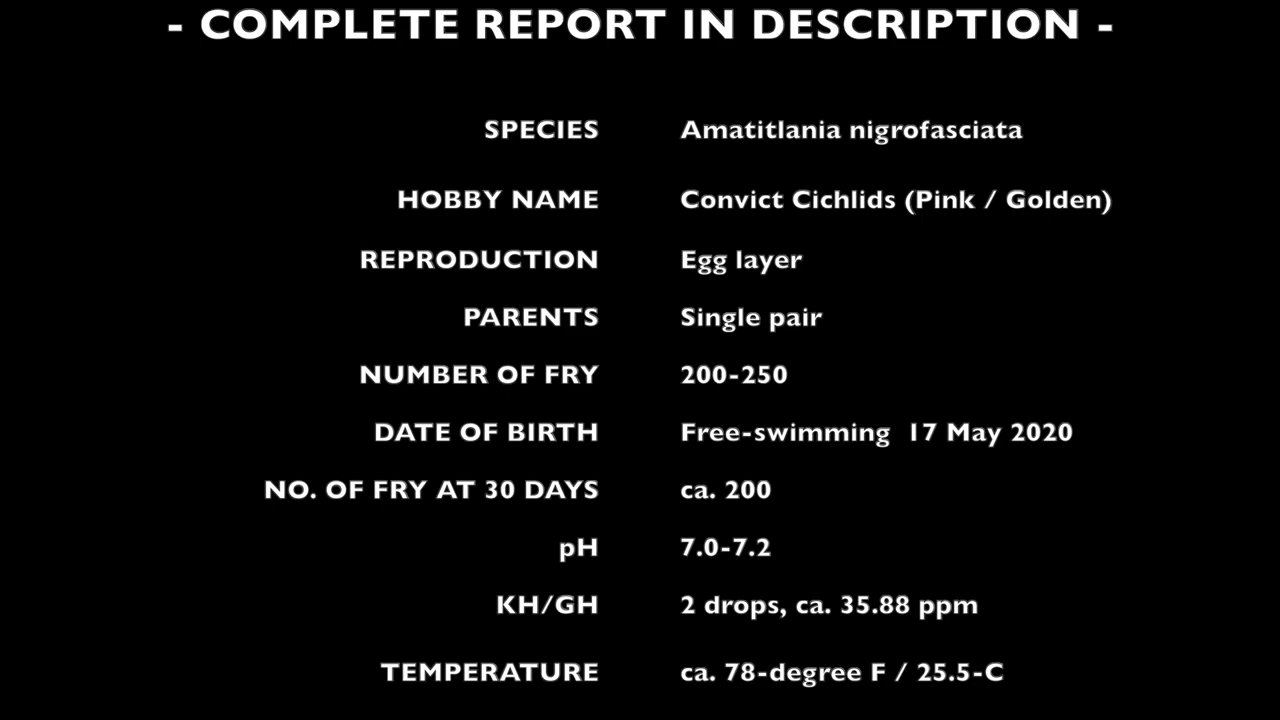 - COMPLETE REPORT IN DESCRIPTION -
SPECIES Amatitlania nigrofasciata
HOBBY NAME Convict Cichlids (Pink / Golden)
REPRODUCTION Egg layer
PARENTS Single pair
NUMBER OF FRY 200-250
DATE OF BIRTH Free-swimming 17 May 2020
NO. OF FRY AT 30 DAYS ca. 200
pH 7.0-7.2
KH/GH 2 drops, ca. 35.88 ppm
TEMPERATURE ca. 78-degree F / 25.5-C